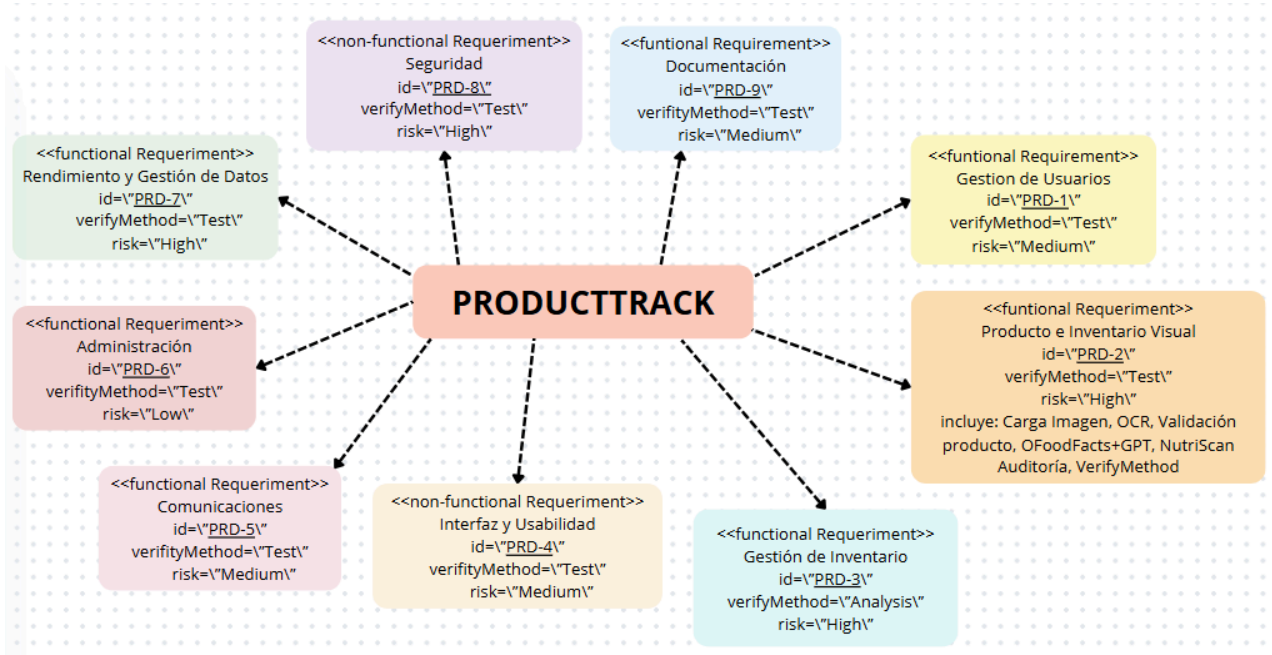 <<non-functional Requeriment>>
Seguridad
id=\"PRD-8\"
verifyMethod=\"Test\"
risk=\"High\"
<<funtional Requirement>>
Documentación
id=\"PRD-9\"
verifityMethod=\"Test\"
risk=\"Medium\"
<<functional Requeriment>>
Rendimiento y Gestión de Datos
id=\"PRD-7\"
verifyMethod=\"Test\"
risk=\"High\"
<<funtional Requirement>>
Gestion de Usuarios
id=\"PRD-1\"
verifyMethod=\"Test\"
risk=\"Medium\"
PRODUCTTRACK
<<functional Requeriment>>
Administración
id=\"PRD-6\"
verifityMethod=\"Test\"
risk=\"Low\"
<<funtional Requirement>>
Producto e Inventario Visual
id=\"PRD-2\"
verifyMethod=\"Test\"
risk=\"High\"
incluye: Carga Imagen, OCR, Validación
producto, OFoodFacts+GPT, NutriScan
Auditoría, VerifyMethod
<<functional Requeriment>>
Comunicaciones
id=\"PRD-5\"
verifityMethod=\"Test\"
risk=\"Medium\"
<<non-functional Requeriment>>
Interfaz y Usabilidad
id=\"PRD-4\"
verifityMethod=\"Test\"
risk=\"Medium\"
<<functional Requeriment>>
Gestión de Inventario
id=\"PRD-3\"
verifyMethod=\"Analysis\"
risk=\"High\"